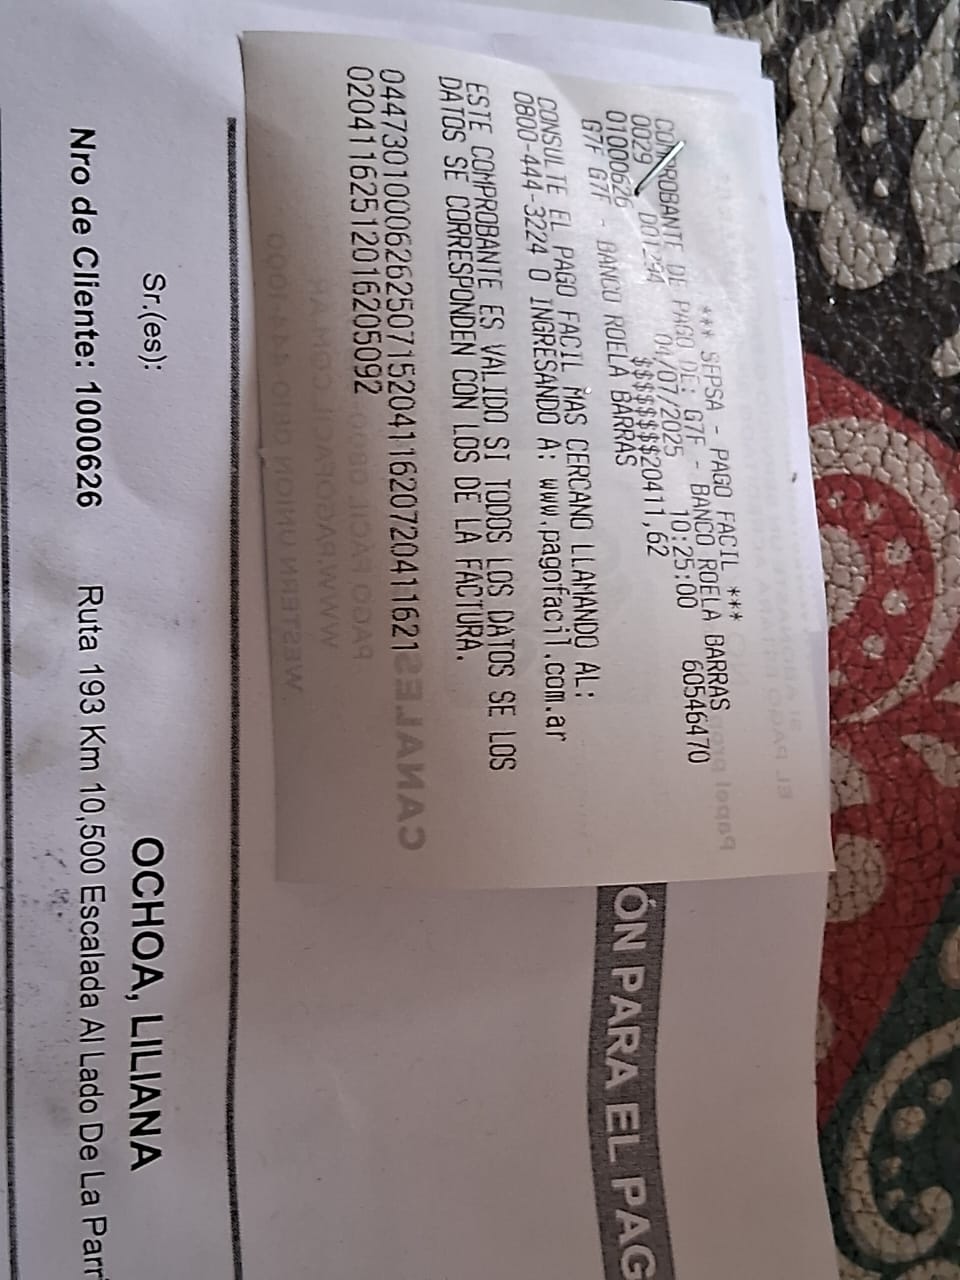 *** SEPSA - PAGO FACIL ***
COMPROBANTE DE PAGO DE: G7F - BANCO ROELA BARRAS
0029 D01294 04/07/2025 10:25:00 60546470
01000626 $$$$$$$$20411,62
G7F G7F - BANCO ROELA BARRAS
CONSULTE EL PAGO FACIL MAS CERCANO LLAMANDO AL:
0800-444-3224 O INGRESANDO A: www.pagofacil.com.ar
ESTE COMPROBANTE ES VALIDO SI TODOS LOS DATOS SE LOS
DATOS SE CORRESPONDEN CON LOS DE LA FACTURA.
044730100062625071520411620720411621
02041162512016205092
ÓN PARA EL PAG
Sr.(es): OCHOA, LILIANA
Nro de Cliente: 1000626 Ruta 193 Km 10,500 Escalada Al Lado De La Parr